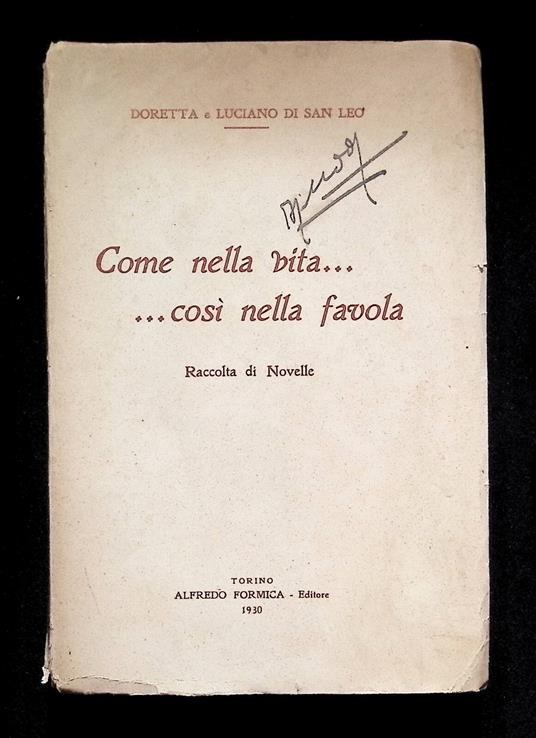 DORETTA e LUCIANO DI SAN LEO
Come nella vita...
...così nella favola
Raccolta di Novelle
TORINO
ALFREDO FORMICA - Editore
1930